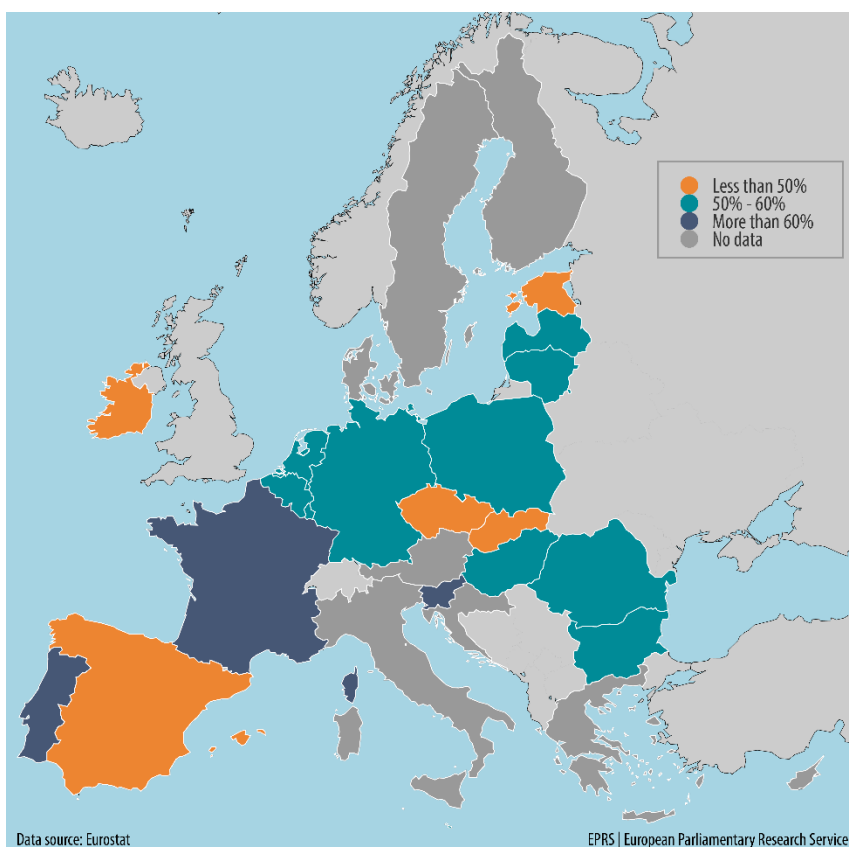 Less than 50%
50% - 60%
More than 60%
No data
Data source: Eurostat
EPRS | European Parliamentary Research Service